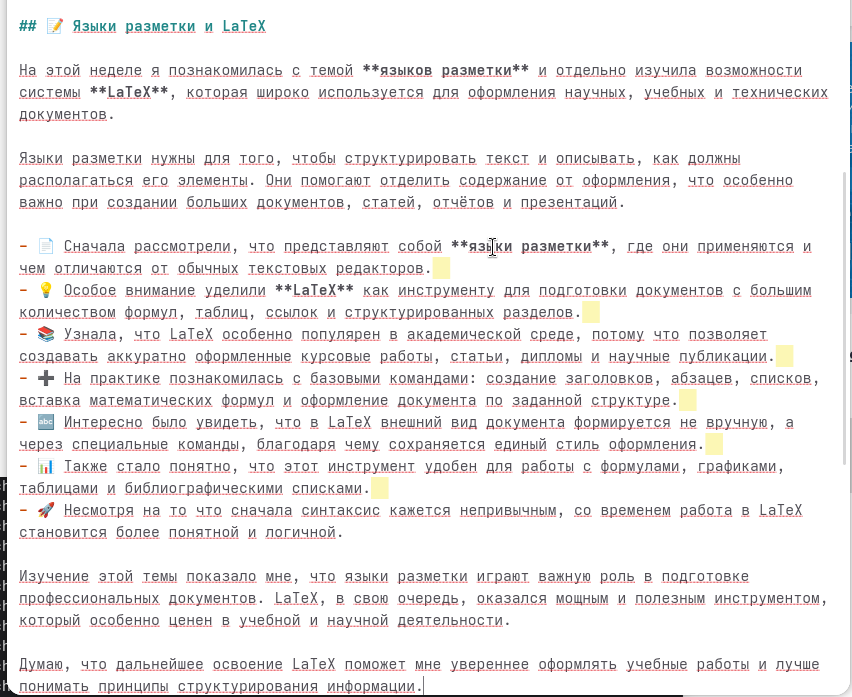 ## 📝 Языки разметки и LaTeX
На этой неделе я познакомилась с темой **языков разметки** и отдельно изучила возможности
системы **LaTeX**, которая широко используется для оформления научных, учебных и технических
документов.
Языки разметки нужны для того, чтобы структурировать текст и описывать, как должны
располагаться его элементы. Они помогают отделить содержание от оформления, что особенно
важно при создании больших документов, статей, отчётов и презентаций.
- 📄 Сначала рассмотрели, что представляют собой **языки разметки**, где они применяются и
чем отличаются от обычных текстовых редакторов.
- 💡 Особое внимание уделили **LaTeX** как инструменту для подготовки документов с большим
количеством формул, таблиц, ссылок и структурированных разделов.
- 📚 Узнала, что LaTeX особенно популярен в академической среде, потому что позволяет
создавать аккуратно оформленные курсовые работы, статьи, дипломы и научные публикации.
- ➕ На практике познакомилась с базовыми командами: создание заголовков, абзацев, списков,
вставка математических формул и оформление документа по заданной структуре.
- 🔤 Интересно было увидеть, что в LaTeX внешний вид документа формируется не вручную, а
через специальные команды, благодаря чему сохраняется единый стиль оформления.
- 📊 Также стало понятно, что этот инструмент удобен для работы с формулами, графиками,
таблицами и библиографическими списками.
- 🚀 Несмотря на то что сначала синтаксис кажется непривычным, со временем работа в LaTeX
становится более понятной и логичной.
Изучение этой темы показало мне, что языки разметки играют важную роль в подготовке
профессиональных документов. LaTeX, в свою очередь, оказался мощным и полезным инструментом,
который особенно ценен в учебной и научной деятельности.
Думаю, что дальнейшее освоение LaTeX поможет мне увереннее оформлять учебные работы и лучше
понимать принципы структурирования информации.